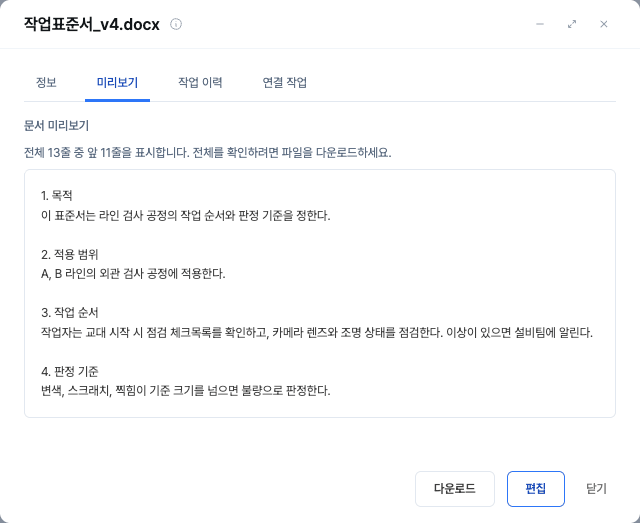 작업표준서_v4.docx
정보
미리보기
작업 이력
연결 작업
문서 미리보기
전체 13줄 중 앞 11줄을 표시합니다. 전체를 확인하려면 파일을 다운로드하세요.
1. 목적
이 표준서는 라인 검사 공정의 작업 순서와 판정 기준을 정한다.
2. 적용 범위
A, B 라인의 외관 검사 공정에 적용한다.
3. 작업 순서
작업자는 교대 시작 시 점검 체크목록을 확인하고, 카메라 렌즈와 조명 상태를 점검한다. 이상이 있으면 설비팀에 알린다.
4. 판정 기준
변색, 스크래치, 찍힘이 기준 크기를 넘으면 불량으로 판정한다.
다운로드
편집
닫기